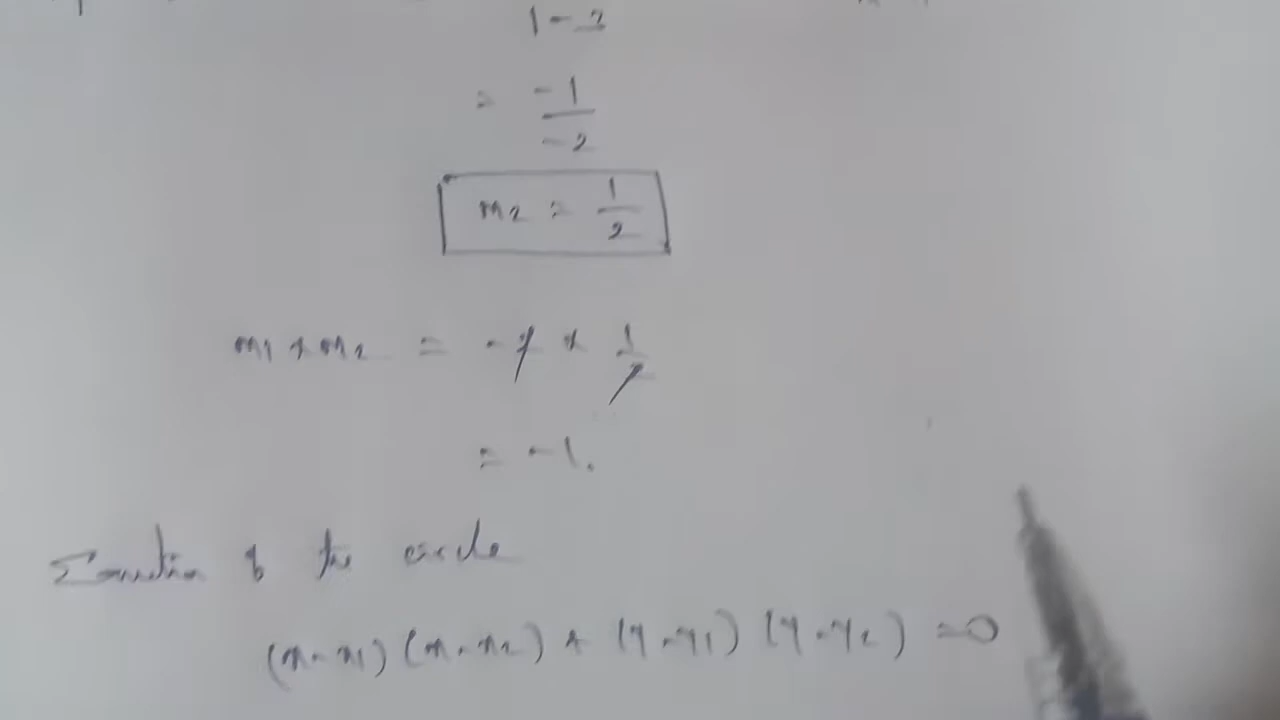 1 - 2
= -1
-2
m2 = 1/2
m1 x m2 = -2 x 1/2
= -1.
Equation of the circle
(x-x1) (x-x2) + (y-y1) (y-y2) =0